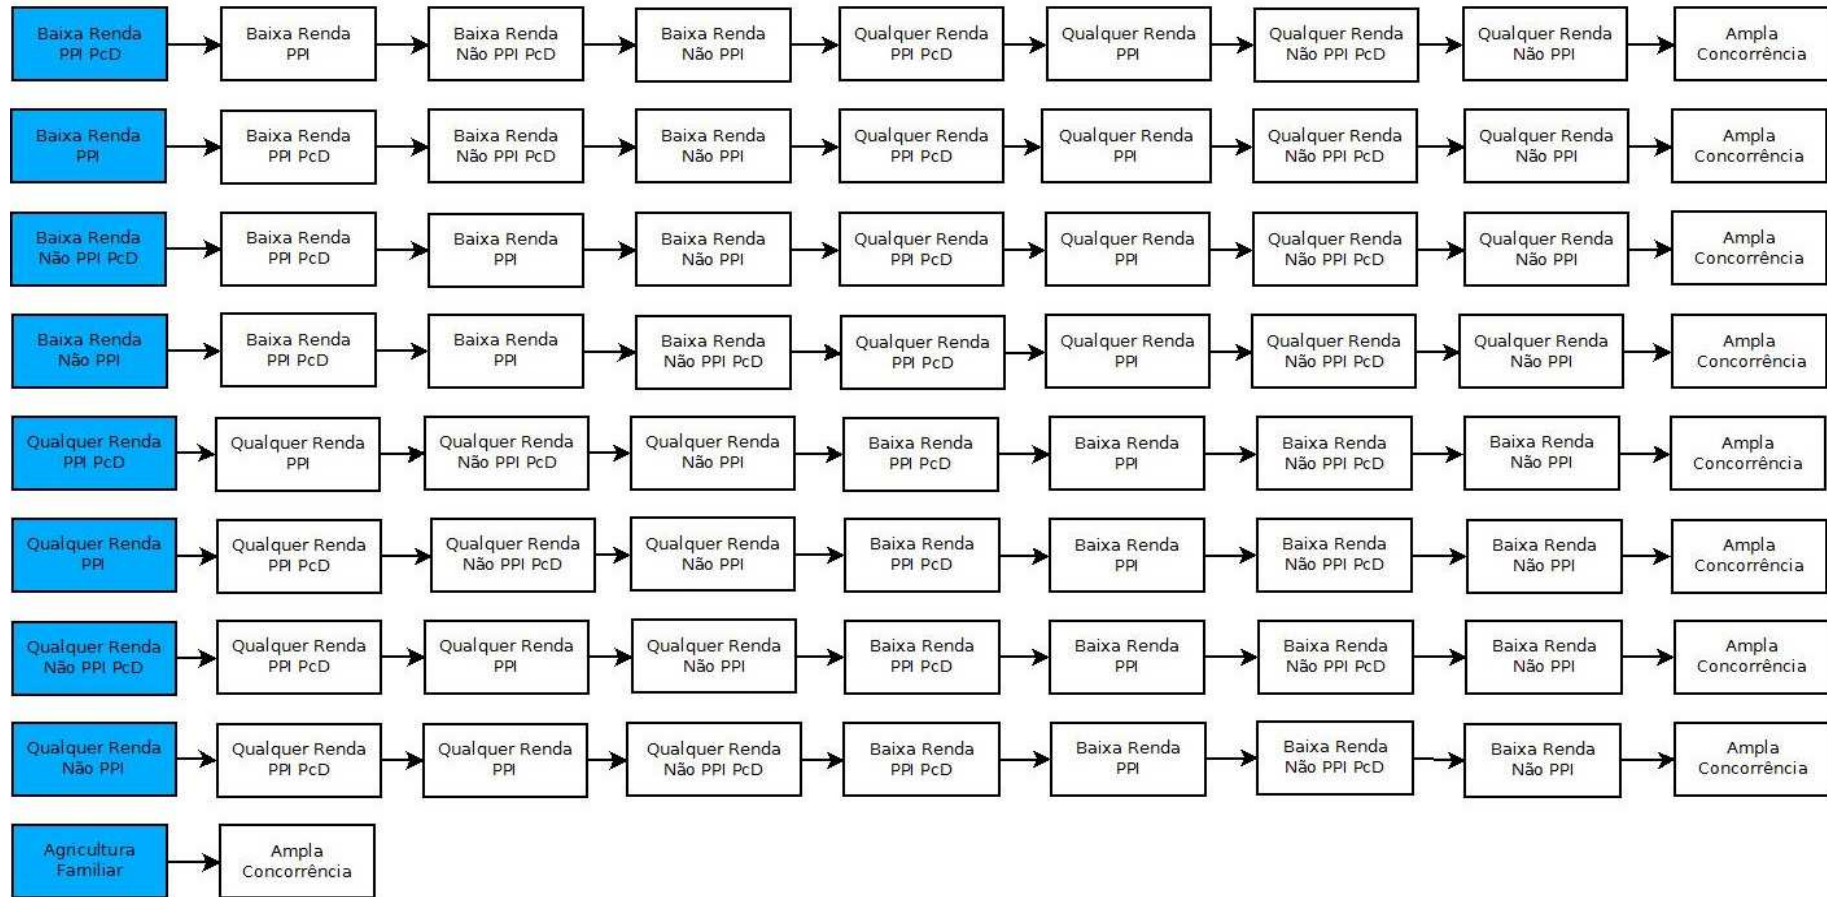 Baixa Renda
PPI PcD
Baixa Renda
PPI
Baixa Renda
Não PPI PcD
Baixa Renda
Não PPI
Qualquer Renda
PPI PcD
Qualquer Renda
PPI
Qualquer Renda
Não PPI PcD
Qualquer Renda
Não PPI
Ampla
Concorrência
Baixa Renda
PPI
Baixa Renda
PPI PcD
Baixa Renda
Não PPI PcD
Baixa Renda
Não PPI
Qualquer Renda
PPI PcD
Qualquer Renda
PPI
Qualquer Renda
Não PPI PcD
Qualquer Renda
Não PPI
Ampla
Concorrência
Baixa Renda
Não PPI PcD
Baixa Renda
PPI PcD
Baixa Renda
PPI
Baixa Renda
Não PPI
Qualquer Renda
PPI PcD
Qualquer Renda
PPI
Qualquer Renda
Não PPI PcD
Qualquer Renda
Não PPI
Ampla
Concorrência
Baixa Renda
Não PPI
Baixa Renda
PPI PcD
Baixa Renda
PPI
Baixa Renda
Não PPI PcD
Qualquer Renda
PPI PcD
Qualquer Renda
PPI
Qualquer Renda
Não PPI PcD
Qualquer Renda
Não PPI
Ampla
Concorrência
Qualquer Renda
PPI PcD
Qualquer Renda
PPI
Qualquer Renda
Não PPI PcD
Qualquer Renda
Não PPI
Baixa Renda
PPI PcD
Baixa Renda
PPI
Baixa Renda
Não PPI PcD
Baixa Renda
Não PPI
Ampla
Concorrência
Qualquer Renda
PPI
Qualquer Renda
PPI PcD
Qualquer Renda
Não PPI PcD
Qualquer Renda
Não PPI
Baixa Renda
PPI PcD
Baixa Renda
PPI
Baixa Renda
Não PPI PcD
Baixa Renda
Não PPI
Ampla
Concorrência
Qualquer Renda
Não PPI PcD
Qualquer Renda
PPI PcD
Qualquer Renda
PPI
Qualquer Renda
Não PPI
Baixa Renda
PPI PcD
Baixa Renda
PPI
Baixa Renda
Não PPI PcD
Baixa Renda
Não PPI
Ampla
Concorrência
Qualquer Renda
Não PPI
Qualquer Renda
PPI PcD
Qualquer Renda
PPI
Qualquer Renda
Não PPI PcD
Baixa Renda
PPI PcD
Baixa Renda
PPI
Baixa Renda
Não PPI PcD
Baixa Renda
Não PPI
Ampla
Concorrência
Agricultura
Familiar
Ampla
Concorrência